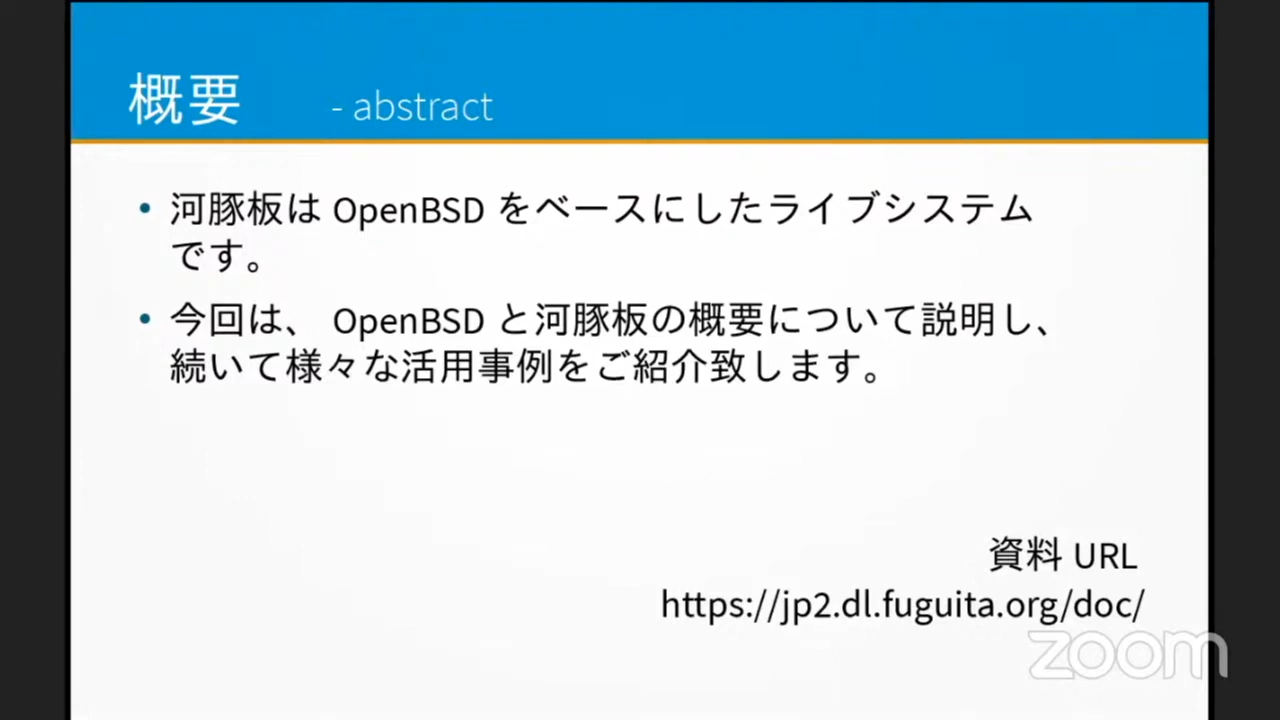 概要 - abstract
• 河豚板は OpenBSD をベースにしたライブシステム
です。
• 今回は、 OpenBSD と河豚板の概要について説明し、
続いて様々な活用事例をご紹介致します。
資料 URL
https://jp2.dl.fuguita.org/doc/
zoom